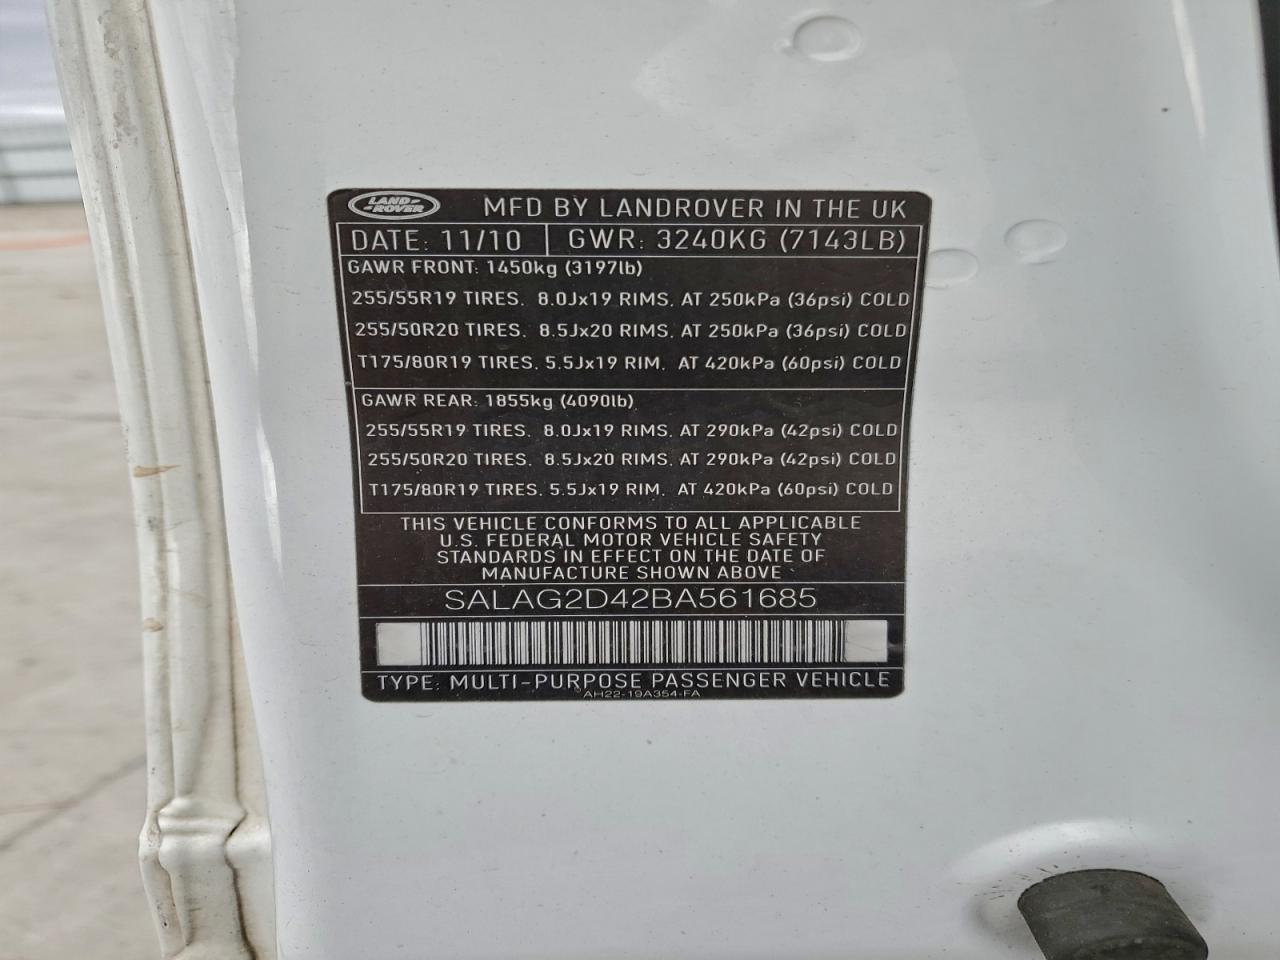 LAND-
-ROVER
MFD BY LANDROVER IN THE UK
DATE: 11/10 GWR: 3240KG (7143LB)
GAWR FRONT: 1450kg (3197lb)
255/55R19 TIRES. 8.0Jx19 RIMS. AT 250kPa (36psi) COLD
255/50R20 TIRES. 8.5Jx20 RIMS. AT 250kPa (36psi) COLD
T175/80R19 TIRES. 5.5Jx19 RIM. AT 420kPa (60psi) COLD
GAWR REAR: 1855kg (4090lb)
255/55R19 TIRES. 8.0Jx19 RIMS. AT 290kPa (42psi) COLD
255/50R20 TIRES. 8.5Jx20 RIMS. AT 290kPa (42psi) COLD
T175/80R19 TIRES. 5.5Jx19 RIM. AT 420kPa (60psi) COLD
THIS VEHICLE CONFORMS TO ALL APPLICABLE
U.S. FEDERAL MOTOR VEHICLE SAFETY
STANDARDS IN EFFECT ON THE DATE OF
MANUFACTURE SHOWN ABOVE
SALAG2D42BA561685
TYPE: MULTI-PURPOSE PASSENGER VEHICLE
AH22-19A354-FA